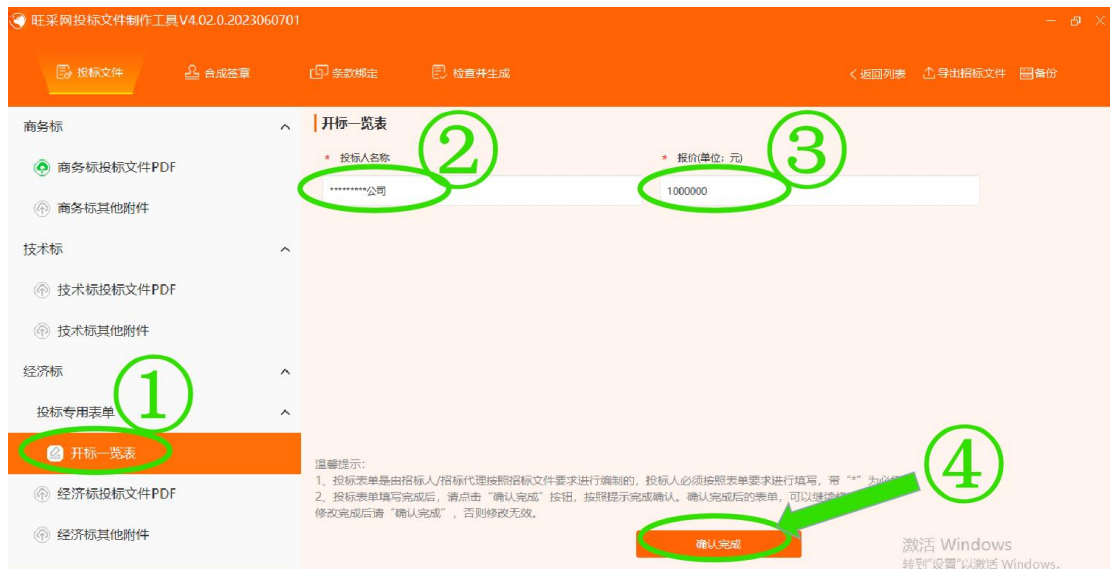 旺采网投标文件制作工具V4.02.0.2023060701
投标文件 合成签章 条款绑定 检查并生成 返回列表 导出招标文件 备份
商务标
商务标投标文件PDF
商务标其他附件
技术标
技术标投标文件PDF
技术标其他附件
经济标
投标专用表单
开标一览表
经济标投标文件PDF
经济标其他附件
①
开标一览表
②
③
* 投标人名称 * 报价(单位: 元)
*********公司 1000000
④
温馨提示:
1、投标表单是由招标人/招标代理按照招标文件要求进行编制的，投标人必须按照表单要求进行填写，带 “*” 为必
2、投标表单填写完成后，请点击 “确认完成” 按钮，按照提示完成确认。确认完成后的表单，可以继续
修改完成后请 “确认完成” ，否则修改无效。
确认完成
激活 Windows
转到“设置”以激活 Windows。